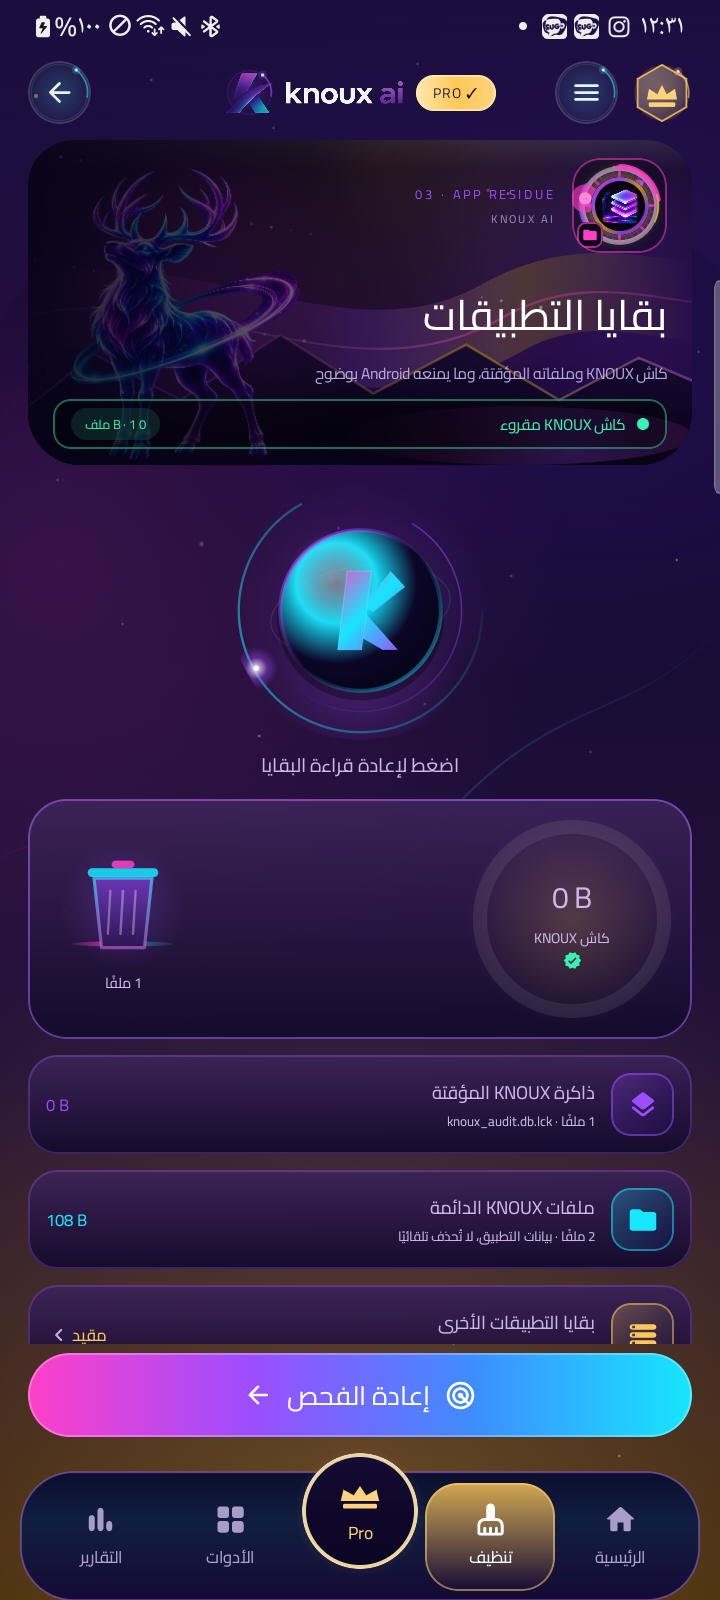 ١٢:٣١
%١٠٠
knoux ai
PRO ✓
03 · APP RESIDUE
KNOUX AI
بقايا التطبيقات
كاش KNOUX وملفاته المؤقتة، وما يمنعه Android بوضوح
كاش KNOUX مقروء
0 B · 1 ملف
اضغط لإعادة قراءة البقايا
0 B
كاش KNOUX
1 ملفًا
ذاكرة KNOUX المؤقتة
1 ملفًا · knoux_audit.db.lck
0 B
ملفات KNOUX الدائمة
2 ملفًا · بيانات التطبيق، لا تُحذف تلقائيًا
108 B
بقايا التطبيقات الأخرى
مقيد
إعادة الفحص
الرئيسية
تنظيف
Pro
الأدوات
التقارير